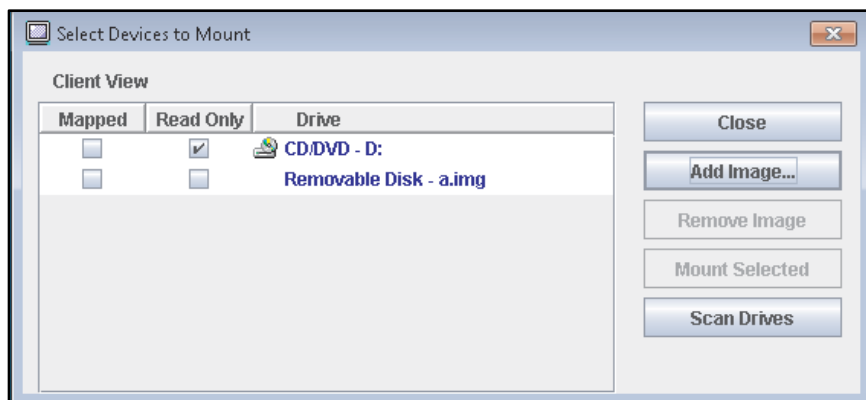 Select Devices to Mount
Client View
Mapped Read Only Drive
CD/DVD - D:
Removable Disk - a.img
Close
Add Image...
Remove Image
Mount Selected
Scan Drives